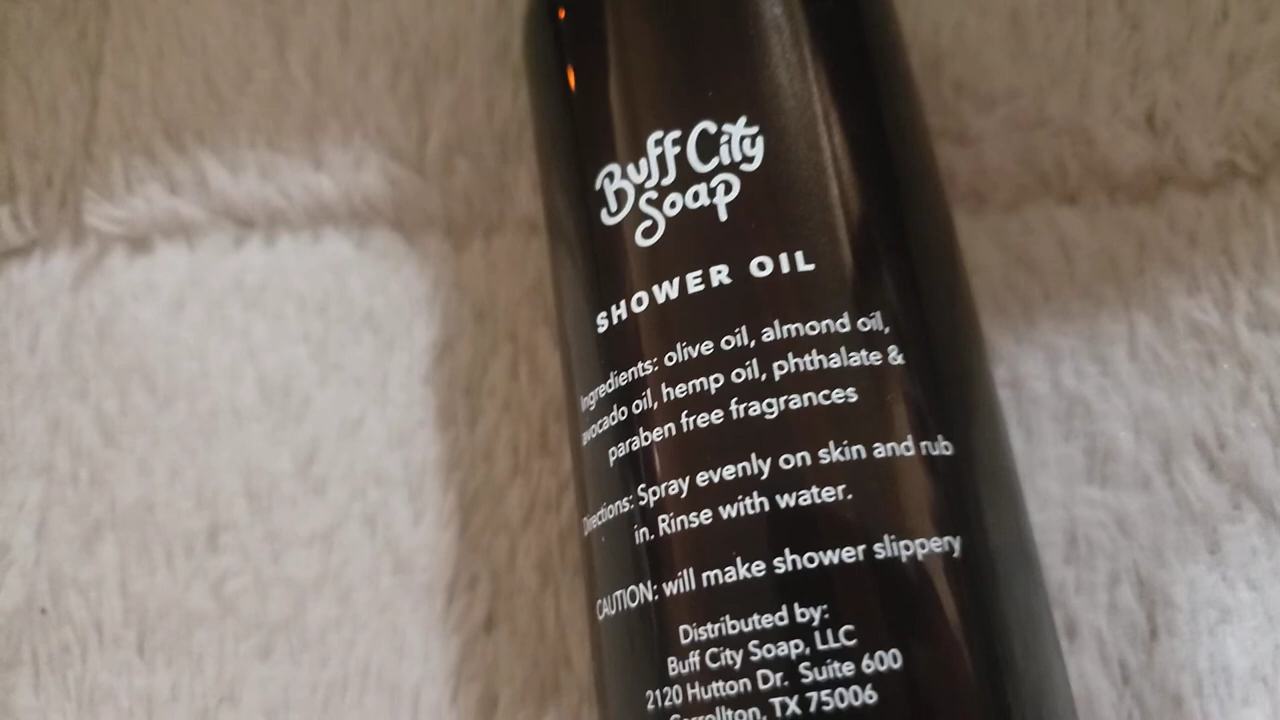 Buff City
Soap
SHOWER OIL
Ingredients: olive oil, almond oil,
avocado oil, hemp oil, phthalate &
paraben free fragrances
Directions: Spray evenly on skin and rub
in. Rinse with water.
CAUTION: will make shower slippery
Distributed by:
Buff City Soap, LLC
2120 Hutton Dr. Suite 600
Carrollton, TX 75006